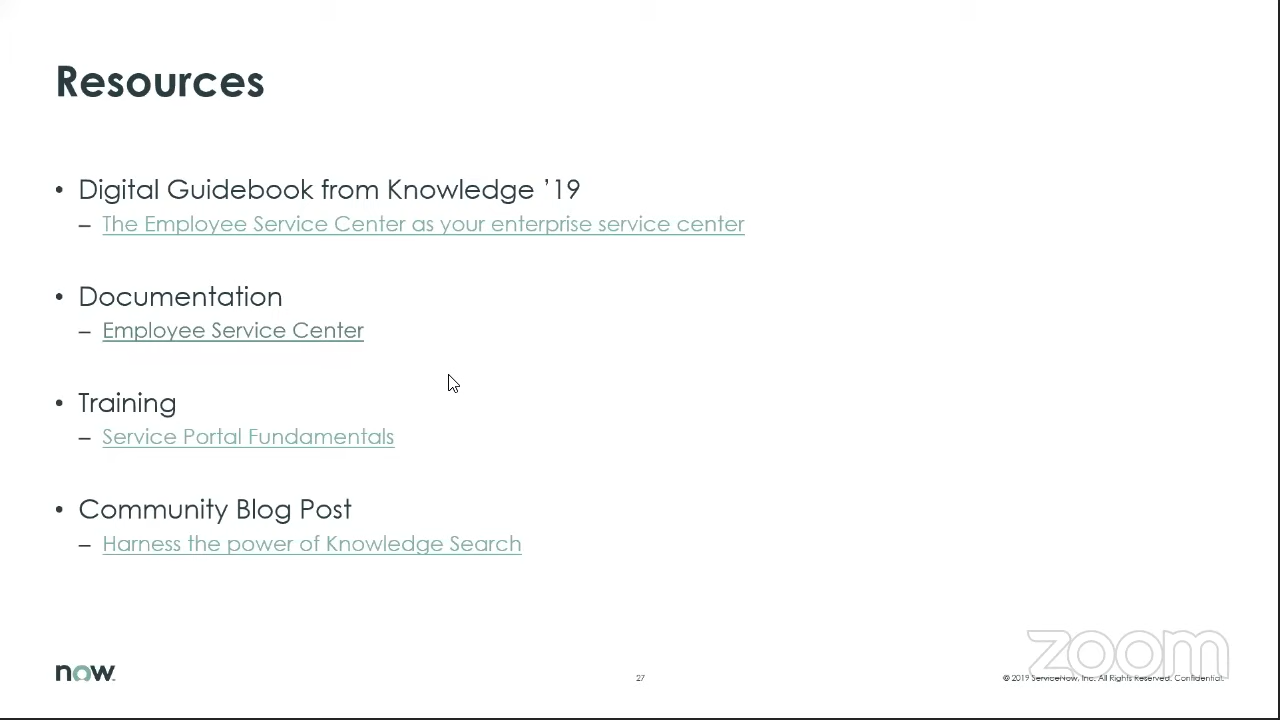 Resources
• Digital Guidebook from Knowledge ’19
– The Employee Service Center as your enterprise service center
• Documentation
– Employee Service Center
• Training
– Service Portal Fundamentals
• Community Blog Post
– Harness the power of Knowledge Search
now
27
© 2019 ServiceNow, Inc. All Rights Reserved. Confidential.
zoom